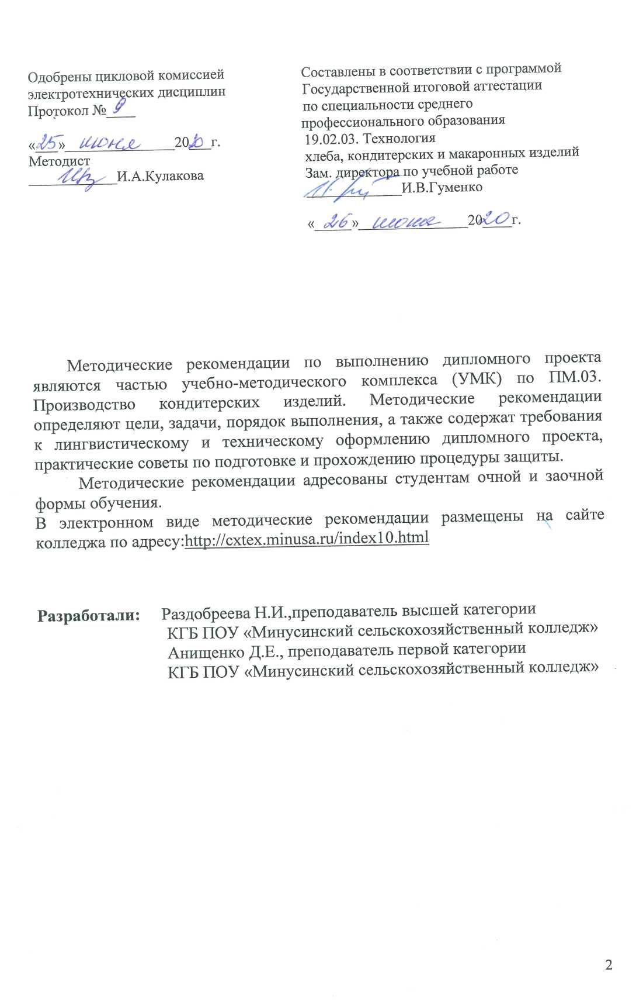 Одобрены цикловой комиссией
электротехнических дисциплин
Протокол № 9
«25» июня 2020 г.
Методист
И.А.Кулакова
Составлены в соответствии с программой
Государственной итоговой аттестации
по специальности среднего
профессионального образования
19.02.03. Технология
хлеба, кондитерских и макаронных изделий
Зам. директора по учебной работе
И.В.Гуменко
«26» июня 2020 г.
Методические рекомендации по выполнению дипломного проекта
являются частью учебно-методического комплекса (УМК) по ПМ.03.
Производство кондитерских изделий. Методические рекомендации
определяют цели, задачи, порядок выполнения, а также содержат требования
к лингвистическому и техническому оформлению дипломного проекта,
практические советы по подготовке и прохождению процедуры защиты.
Методические рекомендации адресованы студентам очной и заочной
формы обучения.
В электронном виде методические рекомендации размещены на сайте
колледжа по адресу:http://cxtex.minusa.ru/index10.html
Разработали: Раздобреева Н.И.,преподаватель высшей категории
КГБ ПОУ «Минусинский сельскохозяйственный колледж»
Анищенко Д.Е., преподаватель первой категории
КГБ ПОУ «Минусинский сельскохозяйственный колледж»
2